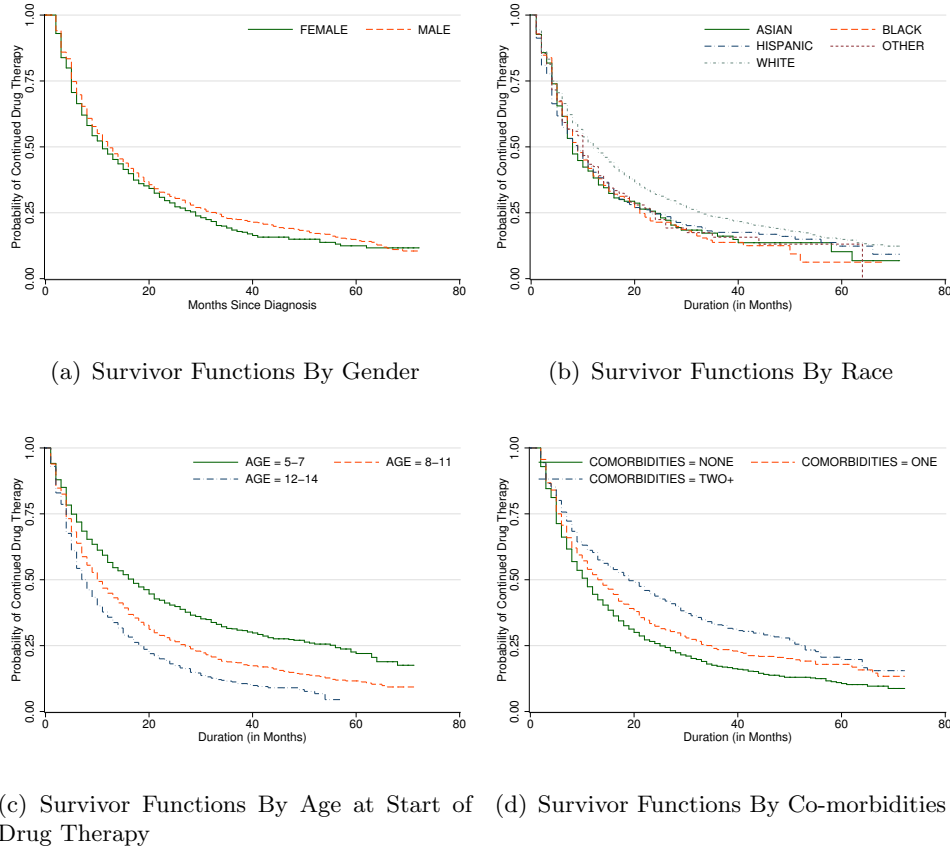 Probability of Continued Drug Therapy
1.00
0.75
0.50
0.25
0.00
FEMALE MALE
0 20 40 60 80
Months Since Diagnosis
(a) Survivor Functions By Gender
Probability of Continued Drug Therapy
1.00
0.75
0.50
0.25
0.00
ASIAN BLACK
HISPANIC OTHER
WHITE
0 20 40 60 80
Duration (in Months)
(b) Survivor Functions By Race
Probability of Continued Drug Therapy
1.00
0.75
0.50
0.25
0.00
AGE = 5−7 AGE = 8−11
AGE = 12−14
0 20 40 60 80
Duration (in Months)
(c) Survivor Functions By Age at Start of
Drug Therapy
Probability of Continued Drug Therapy
1.00
0.75
0.50
0.25
0.00
COMORBIDITIES = NONE COMORBIDITIES = ONE
COMORBIDITIES = TWO+
0 20 40 60 80
Duration (in Months)
(d) Survivor Functions By Co-morbidities